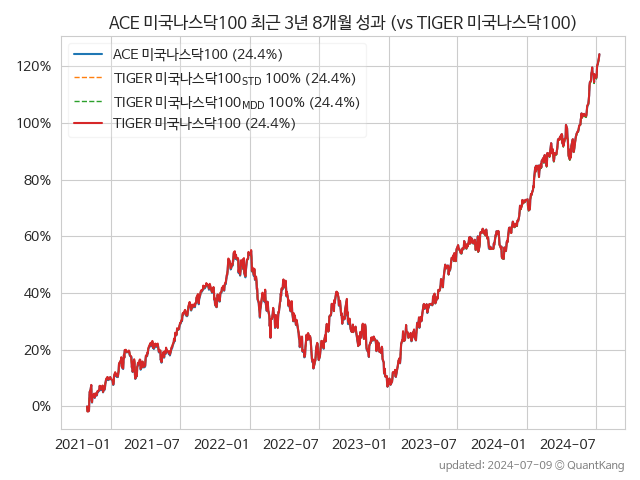 ACE 미국나스닥100 최근 3년 8개월 성과 (vs TIGER 미국나스닥100)
ACE 미국나스닥100 (24.4%)
TIGER 미국나스닥100STD 100% (24.4%)
TIGER 미국나스닥100MDD 100% (24.4%)
TIGER 미국나스닥100 (24.4%)
120%
100%
80%
60%
40%
20%
0%
2021-01 2021-07 2022-01 2022-07 2023-01 2023-07 2024-01 2024-07
updated: 2024-07-09 © QuantKang